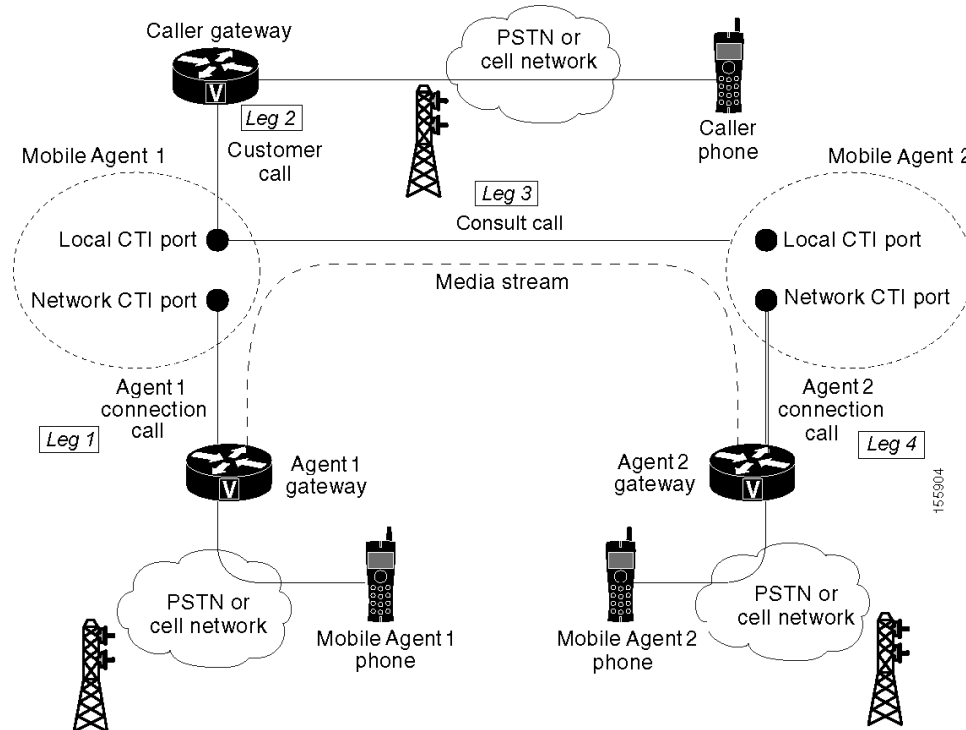 Caller gateway
PSTN or
cell network
V
Leg 2
Customer
call
Caller
phone
Mobile Agent 1
Mobile Agent 2
Leg 3
Consult call
Local CTI port
Local CTI port
Media stream
Network CTI port
Network CTI port
Agent 1
connection
call
Leg 1
Agent 2
connection
call
Leg 4
Agent 1
gateway
V
Agent 2
gateway
V
155904
PSTN or
cell network
Mobile Agent 1
phone
Mobile Agent 2
phone
PSTN or
cell network